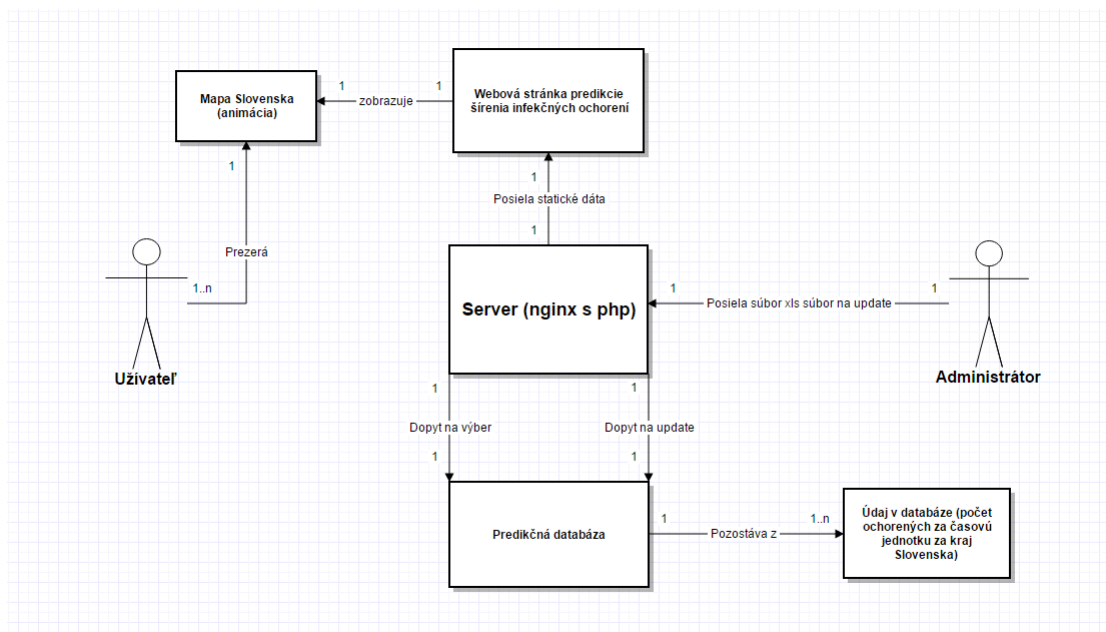 Webová stránka predikcie
šírenia infekčných ochorení
Mapa Slovenska
(animácia)
1
zobrazuje
1
1
1
Posiela statické dáta
1
Prezerá
1..n
Užívateľ
Server (nginx s php)
1
Posiela súbor xls súbor na update
1
Administrátor
1
1
Dopyt na výber
Dopyt na update
1
1
Predikčná databáza
1
Pozostáva z
1..n
Údaj v databáze (počet
ochorených za časovú
jednotku za kraj
Slovenska)